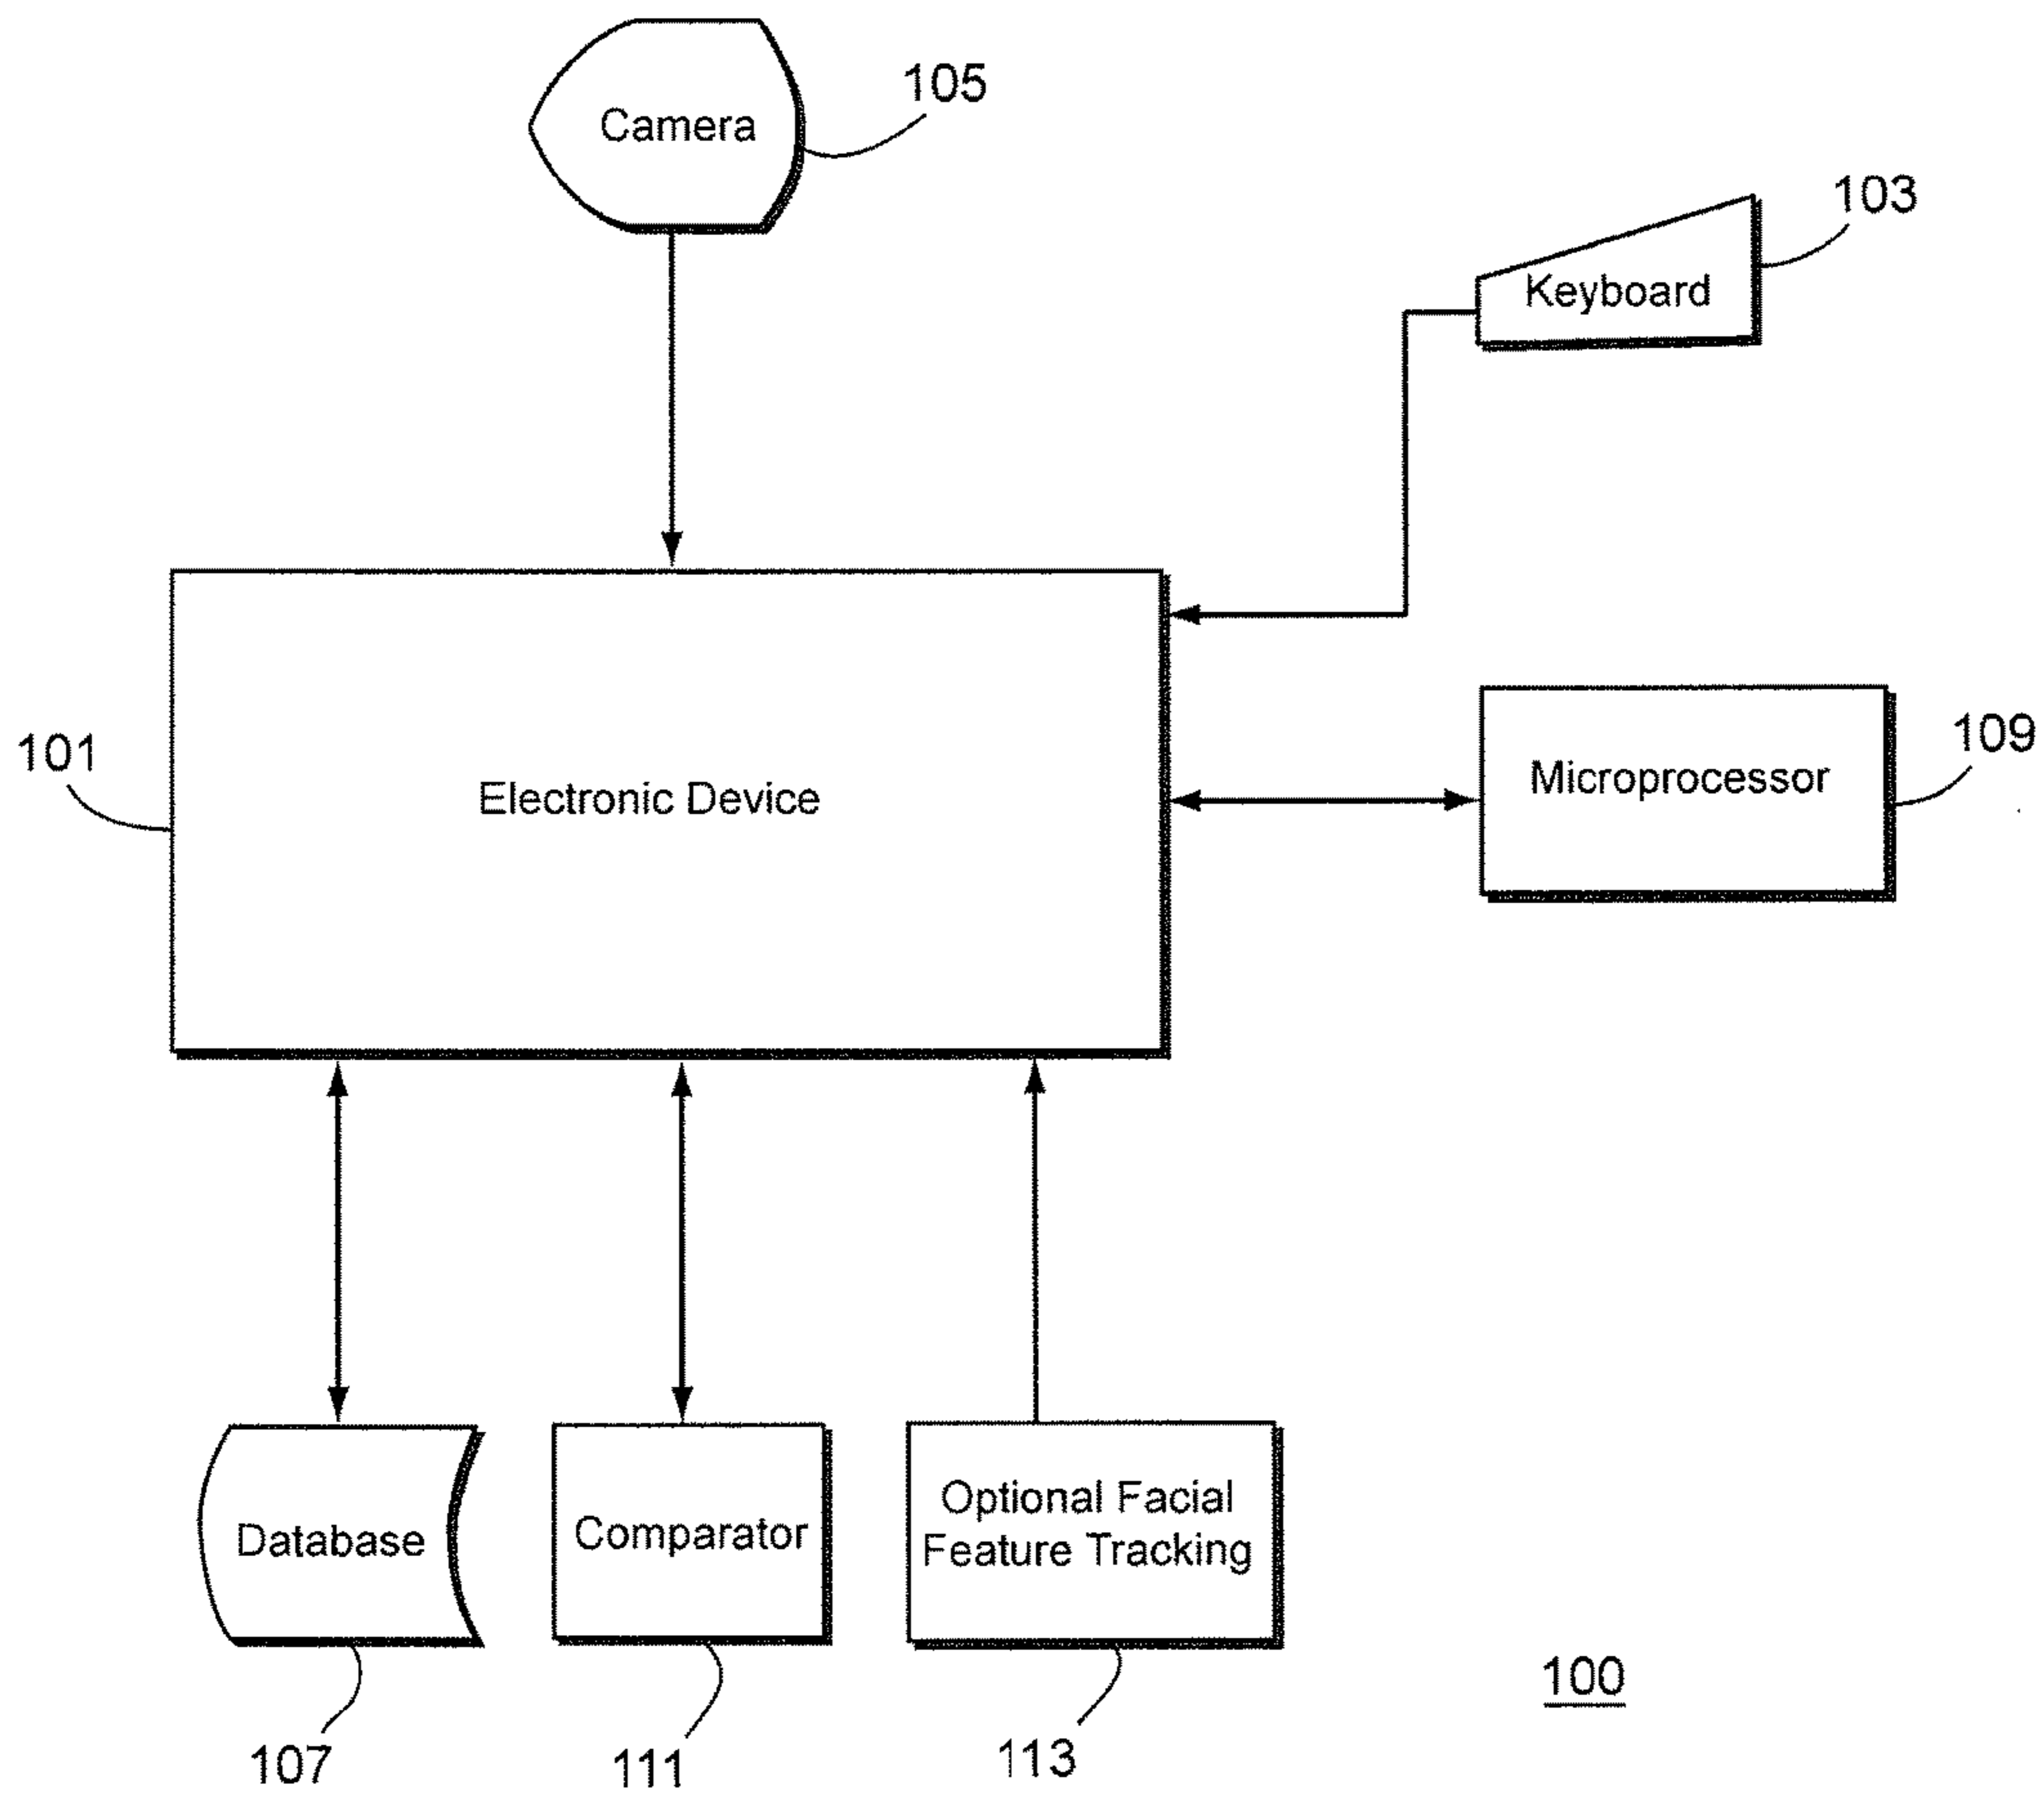 Camera
105
103
Keyboard
101
Electronic Device
109
Microprocessor
Database
Comparator
Optional Facial
Feature Tracking
107
111
113
100